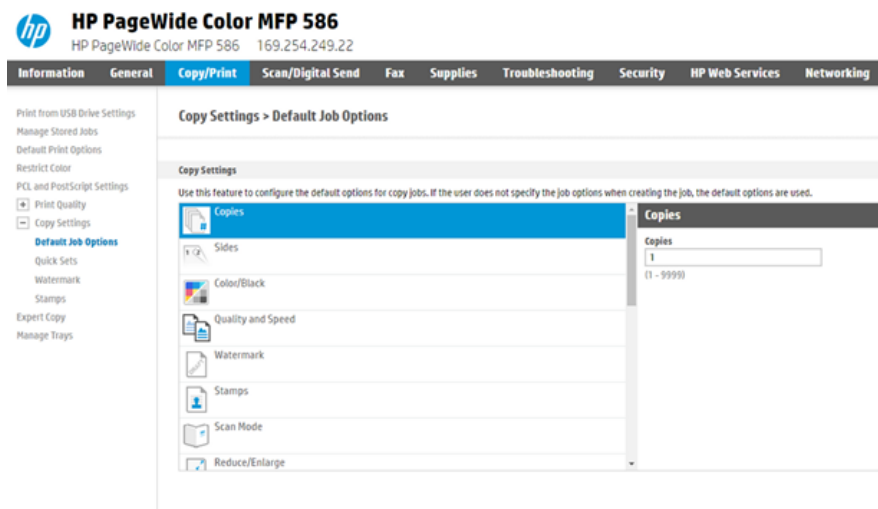 hp
HP PageWide Color MFP 586
HP PageWide Color MFP 586 169.254.249.22
Information General Copy/Print Scan/Digital Send Fax Supplies Troubleshooting Security HP Web Services Networking
Print from USB Drive Settings
Manage Stored Jobs
Default Print Options
Restrict Color
PCL and PostScript Settings
Print Quality
Copy Settings
Default Job Options
Quick Sets
Watermark
Stamps
Expert Copy
Manage Trays
Copy Settings > Default Job Options
Copy Settings
Use this feature to configure the default options for copy jobs. If the user does not specify the job options when creating the job, the default options are used.
Copies
Sides
Color/Black
Quality and Speed
Watermark
Stamps
Scan Mode
Reduce/Enlarge
Copies
Copies
1
(1 - 9999)